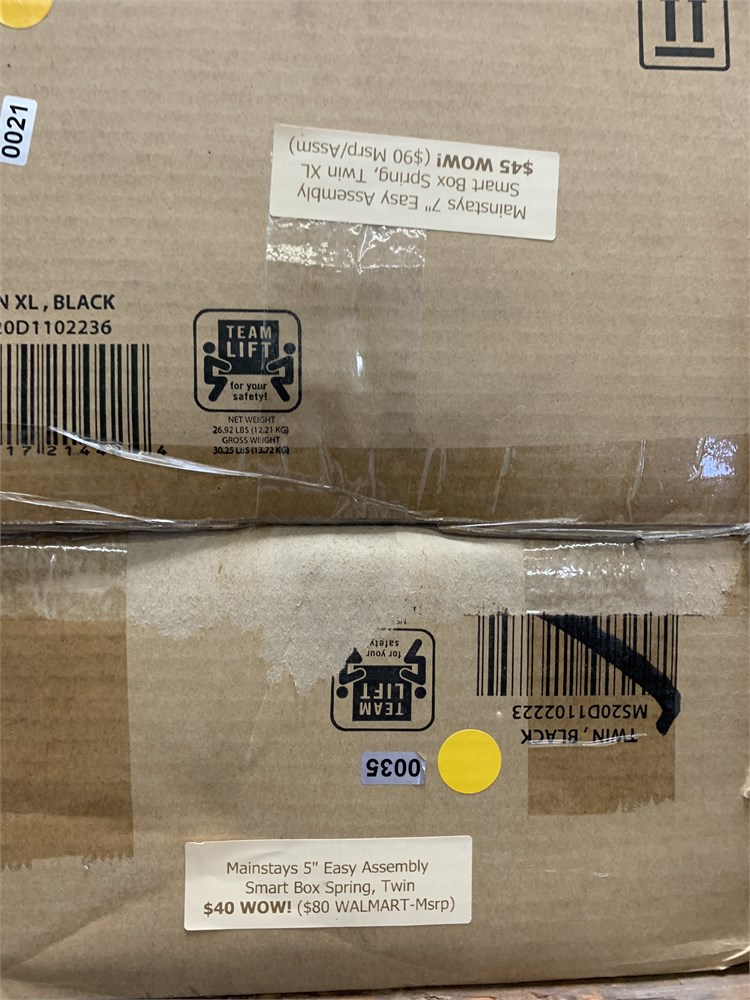 0021
Mainstays 7" Easy Assembly
Smart Box Spring, Twin XL
$45 WOW! ($90 Msrp/Assm)
N XL , BLACK
20D1102236
TEAM
LIFT
for your
safety!
NET WEIGHT
26.92 LBS (12.21 KG)
GROSS WEIGHT
30.25 LBS (13.72 KG)
TEAM
LIFT
for your
safety
TWIN , BLACK
MS20D1102223
0035
Mainstays 5" Easy Assembly
Smart Box Spring, Twin
$40 WOW! ($80 WALMART-Msrp)